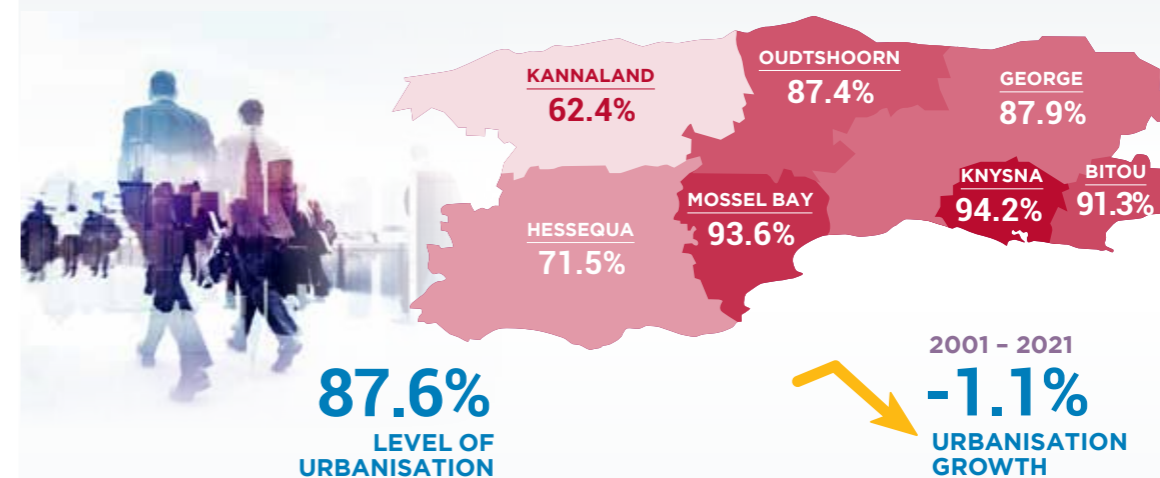 KANNALAND
62.4%
OUDTSHOORN
87.4%
GEORGE
87.9%
HESSEQUA
71.5%
MOSSEL BAY
93.6%
KNYSNA
94.2%
BITOU
91.3%
87.6%
LEVEL OF
URBANISATION
2001 – 2021
-1.1%
URBANISATION
GROWTH